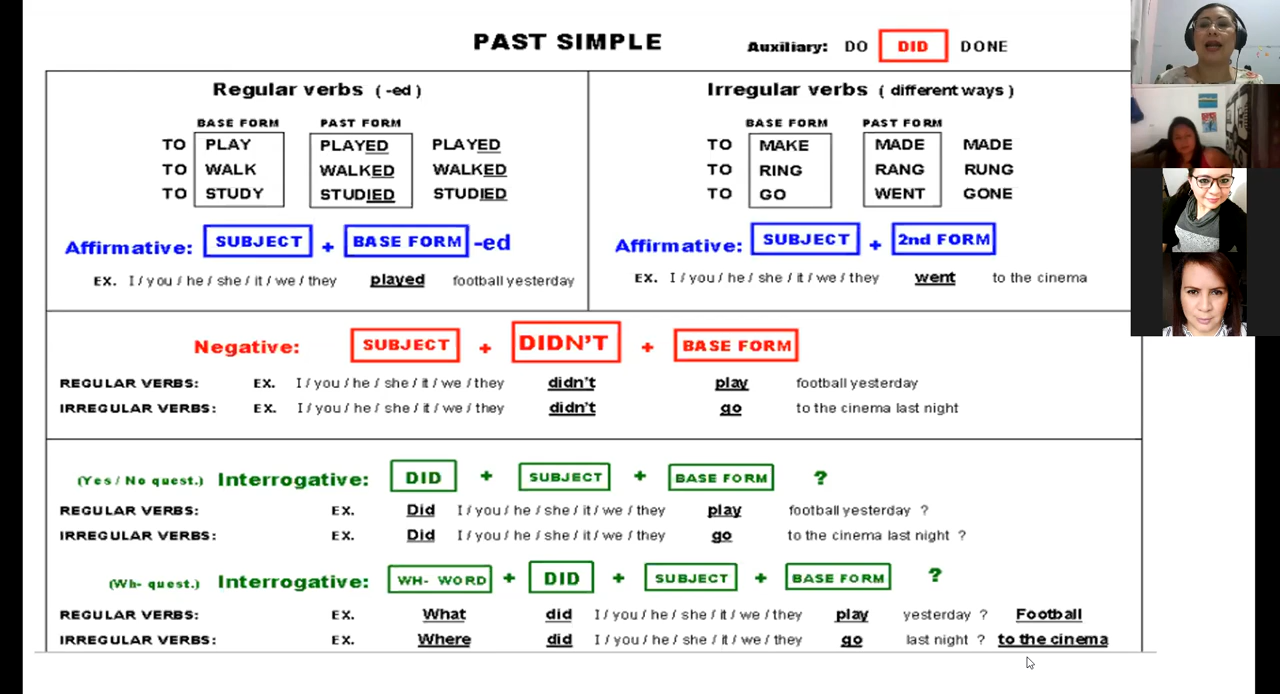 PAST SIMPLE
Auxiliary: DO DID DONE
Regular verbs ( -ed )
BASE FORM PAST FORM
TO PLAY PLAYED PLAYED
TO WALK WALKED WALKED
TO STUDY STUDIED STUDIED
Affirmative: SUBJECT + BASE FORM -ed
EX. I / you / he / she / it / we / they played football yesterday
Irregular verbs ( different ways )
BASE FORM PAST FORM
TO MAKE MADE MADE
TO RING RANG RUNG
TO GO WENT GONE
Affirmative: SUBJECT + 2nd FORM
EX. I / you / he / she / it / we / they went to the cinema
Negative: SUBJECT + DIDN'T + BASE FORM
REGULAR VERBS: EX. I / you / he / she / it / we / they didn't play football yesterday
IRREGULAR VERBS: EX. I / you / he / she / it / we / they didn't go to the cinema last night
(Yes / No quest.) Interrogative: DID + SUBJECT + BASE FORM ?
REGULAR VERBS: EX. Did I / you / he / she / it / we / they play football yesterday ?
IRREGULAR VERBS: EX. Did I / you / he / she / it / we / they go to the cinema last night ?
(Wh- quest.) Interrogative: WH- WORD + DID + SUBJECT + BASE FORM ?
REGULAR VERBS: EX. What did I / you / he / she / it / we / they play yesterday ? Football
IRREGULAR VERBS: EX. Where did I / you / he / she / it / we / they go last night ? to the cinema